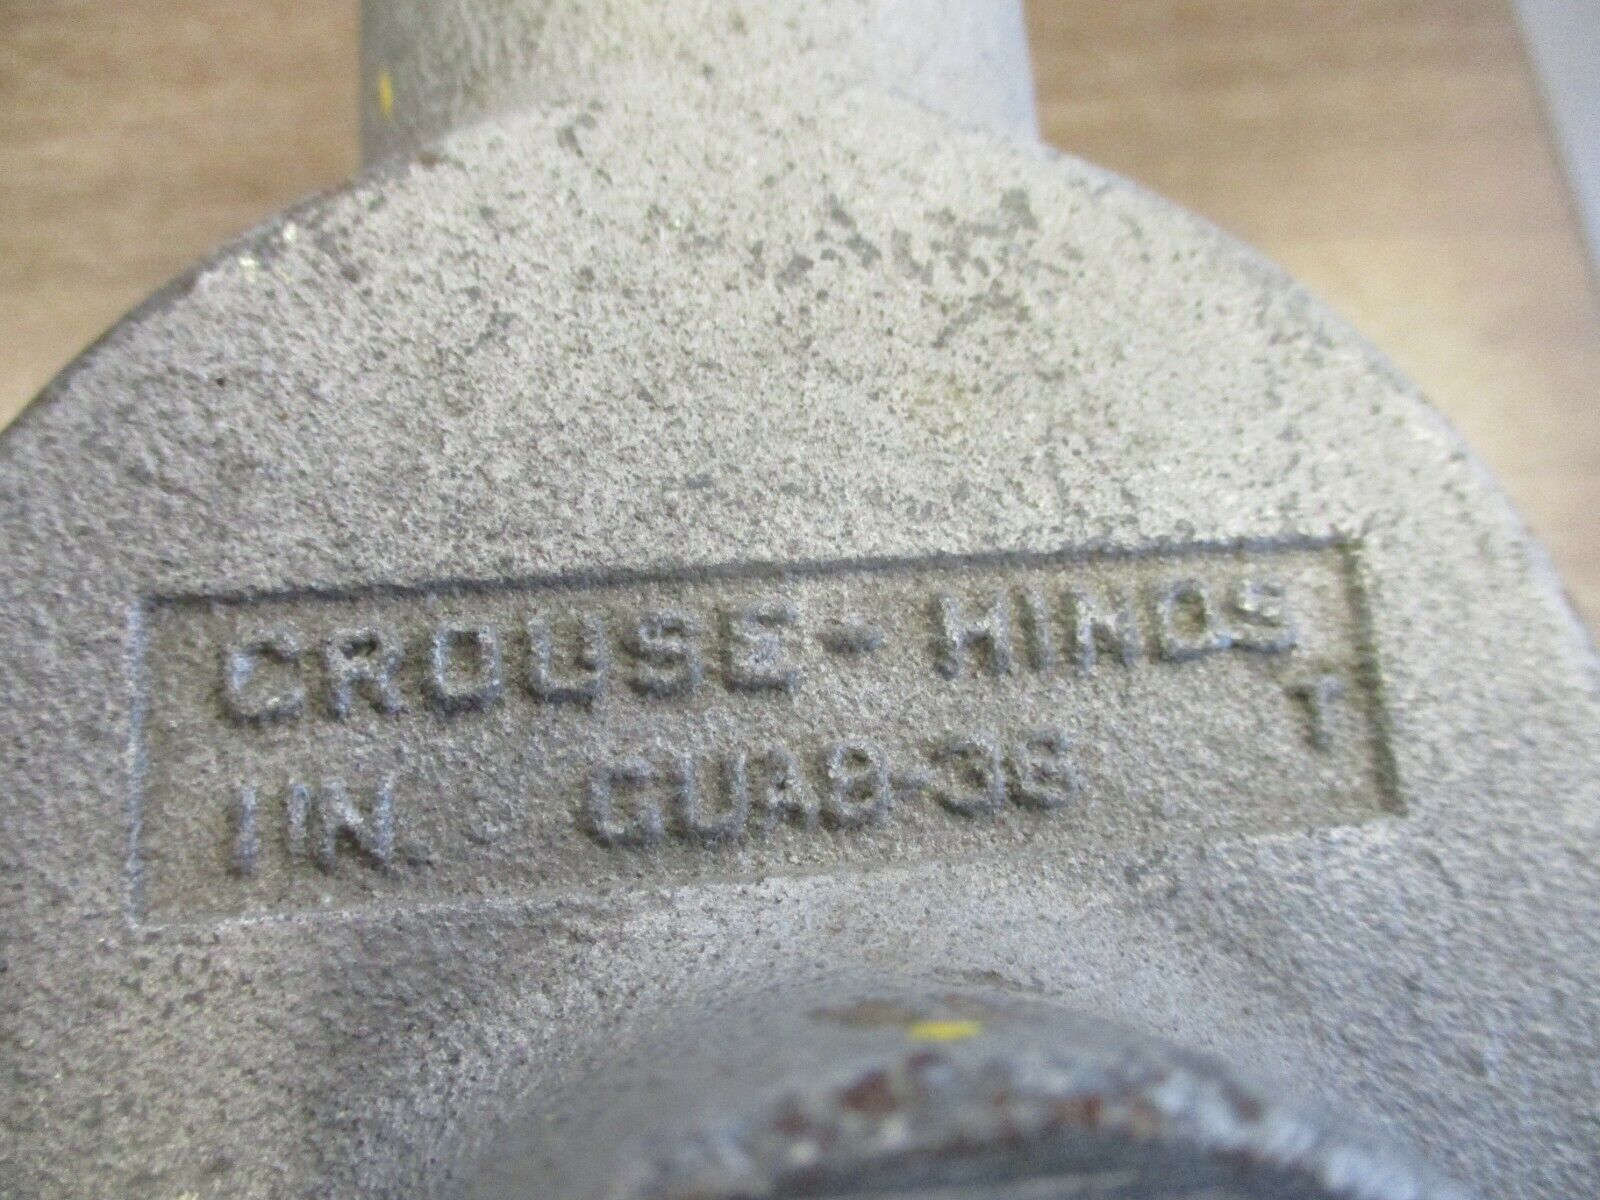 CROUSE-HINDS
1 IN. GUA9-36 T